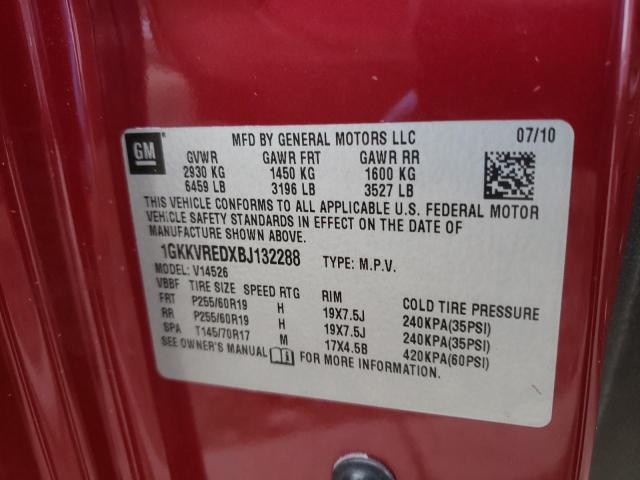 GM
MFD BY GENERAL MOTORS LLC 07/10
GVWR GAWR FRT GAWR RR
2930 KG 1450 KG 1600 KG
6459 LB 3196 LB 3527 LB
THIS VEHICLE CONFORMS TO ALL APPLICABLE U.S. FEDERAL MOTOR
VEHICLE SAFETY STANDARDS IN EFFECT ON THE DATE OF
MANUFACTURE SHOWN ABOVE.
1GKKVREDXBJ132288 TYPE: M.P.V.
MODEL: V14526
VBBF TIRE SIZE SPEED RTG RIM COLD TIRE PRESSURE
FRT P255/60R19 H 19X7.5J 240KPA(35PSI)
RR P255/60R19 H 19X7.5J 240KPA(35PSI)
SPA T145/70R17 M 17X4.5B 420KPA(60PSI)
SEE OWNER'S MANUAL FOR MORE INFORMATION.